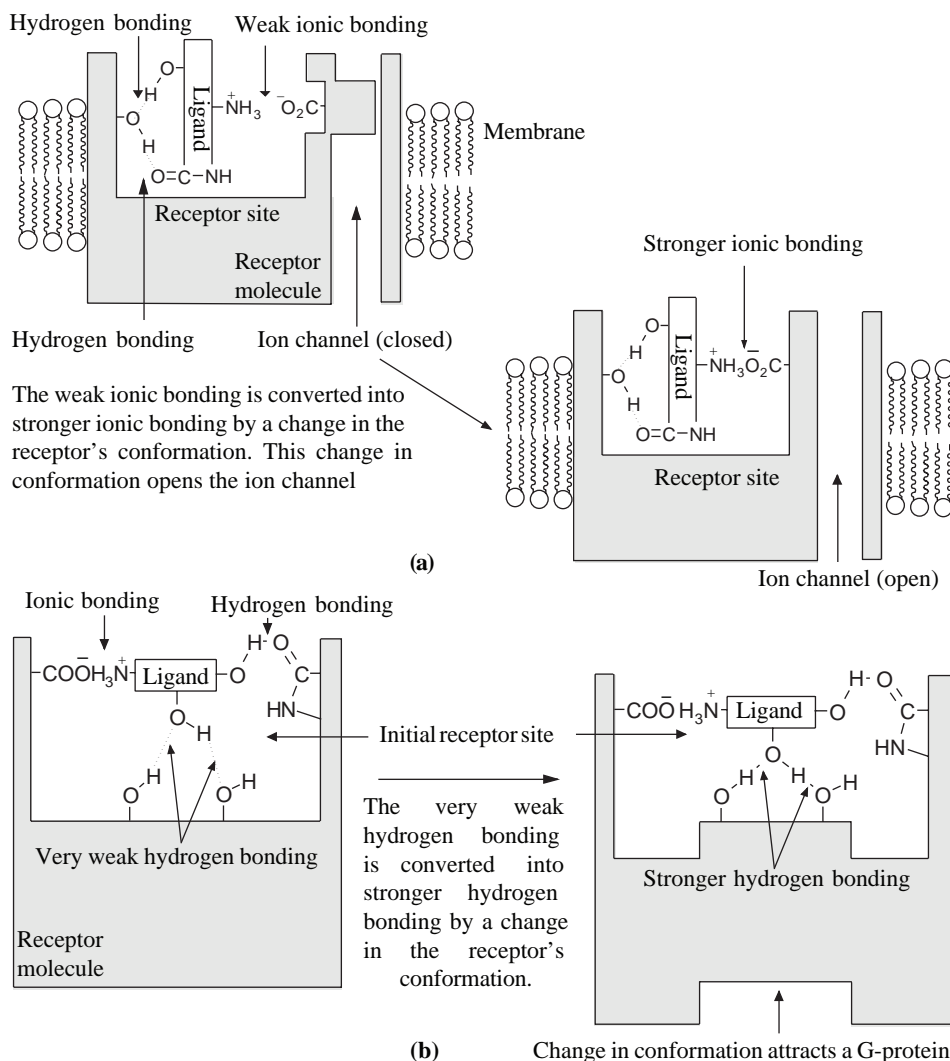 Hydrogen bonding
Weak ionic bonding
O
H
Ligand
+
NH3
−
O2C
O
H
O=C−NH
Membrane
Receptor site
Receptor
molecule
Hydrogen bonding
Ion channel (closed)
The weak ionic bonding is converted into
stronger ionic bonding by a change in the
receptor's conformation. This change in
conformation opens the ion channel
Stronger ionic bonding
O
H
Ligand
+ −
NH3O2C
O
H
O=C−NH
Receptor site
Ion channel (open)
(a)
Ionic bonding
Hydrogen bonding
H O
− +
COOH3N
Ligand
O
C
HN
O
H
H
O
O
H
Very weak hydrogen bonding
Receptor
molecule
Initial receptor site
The very weak
hydrogen bonding
is converted into
stronger hydrogen
bonding by a change
in the receptor's
conformation.
H O
− +
COO H3N
Ligand
O
C
HN
O
H
H
O
O
H
Stronger hydrogen bonding
(b)
Change in conformation attracts a G-protein